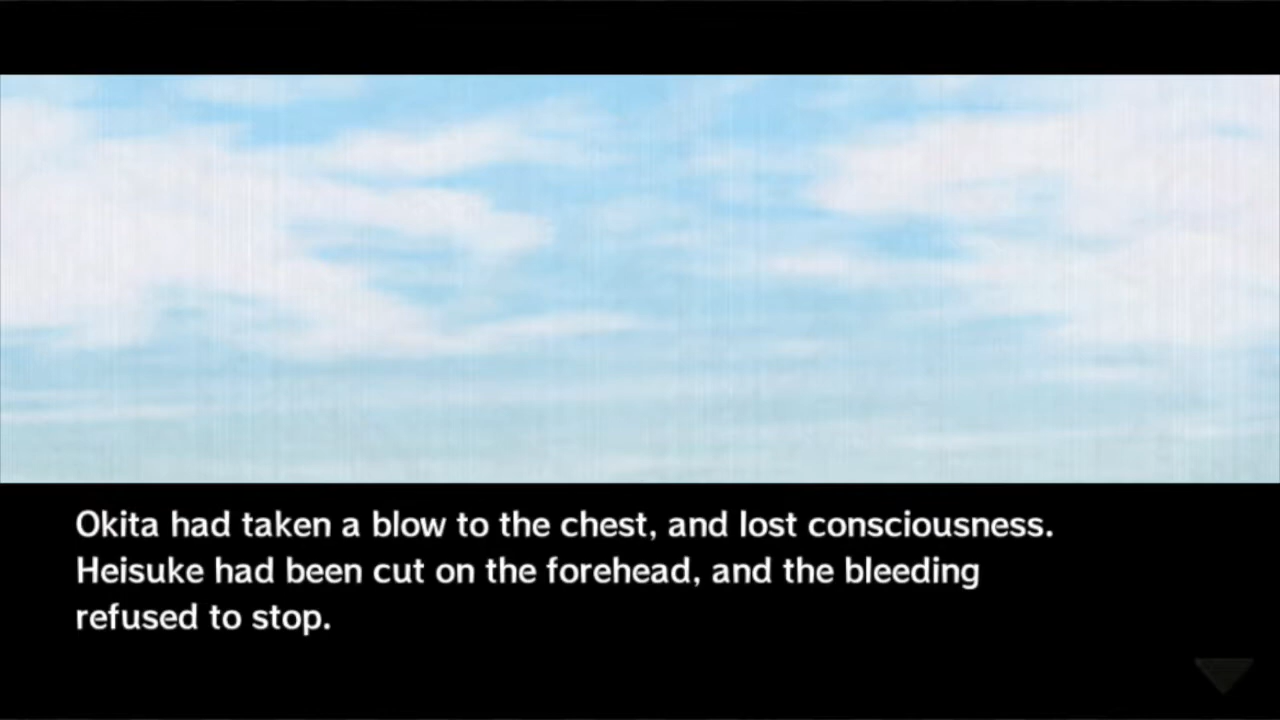 Okita had taken a blow to the chest, and lost consciousness.
Heisuke had been cut on the forehead, and the bleeding
refused to stop.